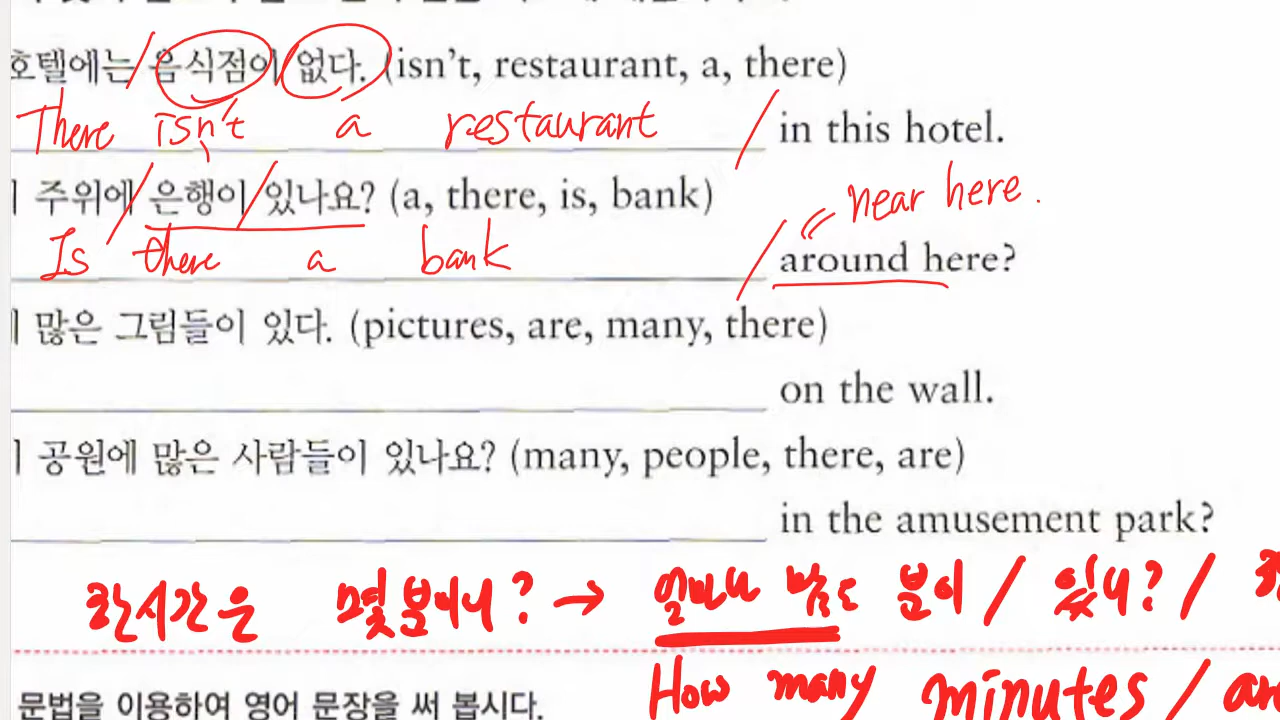 호텔에는 / 음식점이 없다. (isn't, restaurant, a, there)
There isn't a restaurant / in this hotel.
주위에 / 은행이 / 있나요? (a, there, is, bank)
near here.
Is there a bank / around here?
많은 그림들이 있다. (pictures, are, many, there)
on the wall.
공원에 많은 사람들이 있나요? (many, people, there, are)
in the amusement park?
한시간은 몇분이니? → 얼마나 많은 분이 / 있니? /
문법을 이용하여 영어 문장을 써 봅시다.
How many minutes /